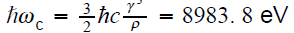 ℏω_c = 3/2 ℏc γ³/ρ = 8983. 8 eV